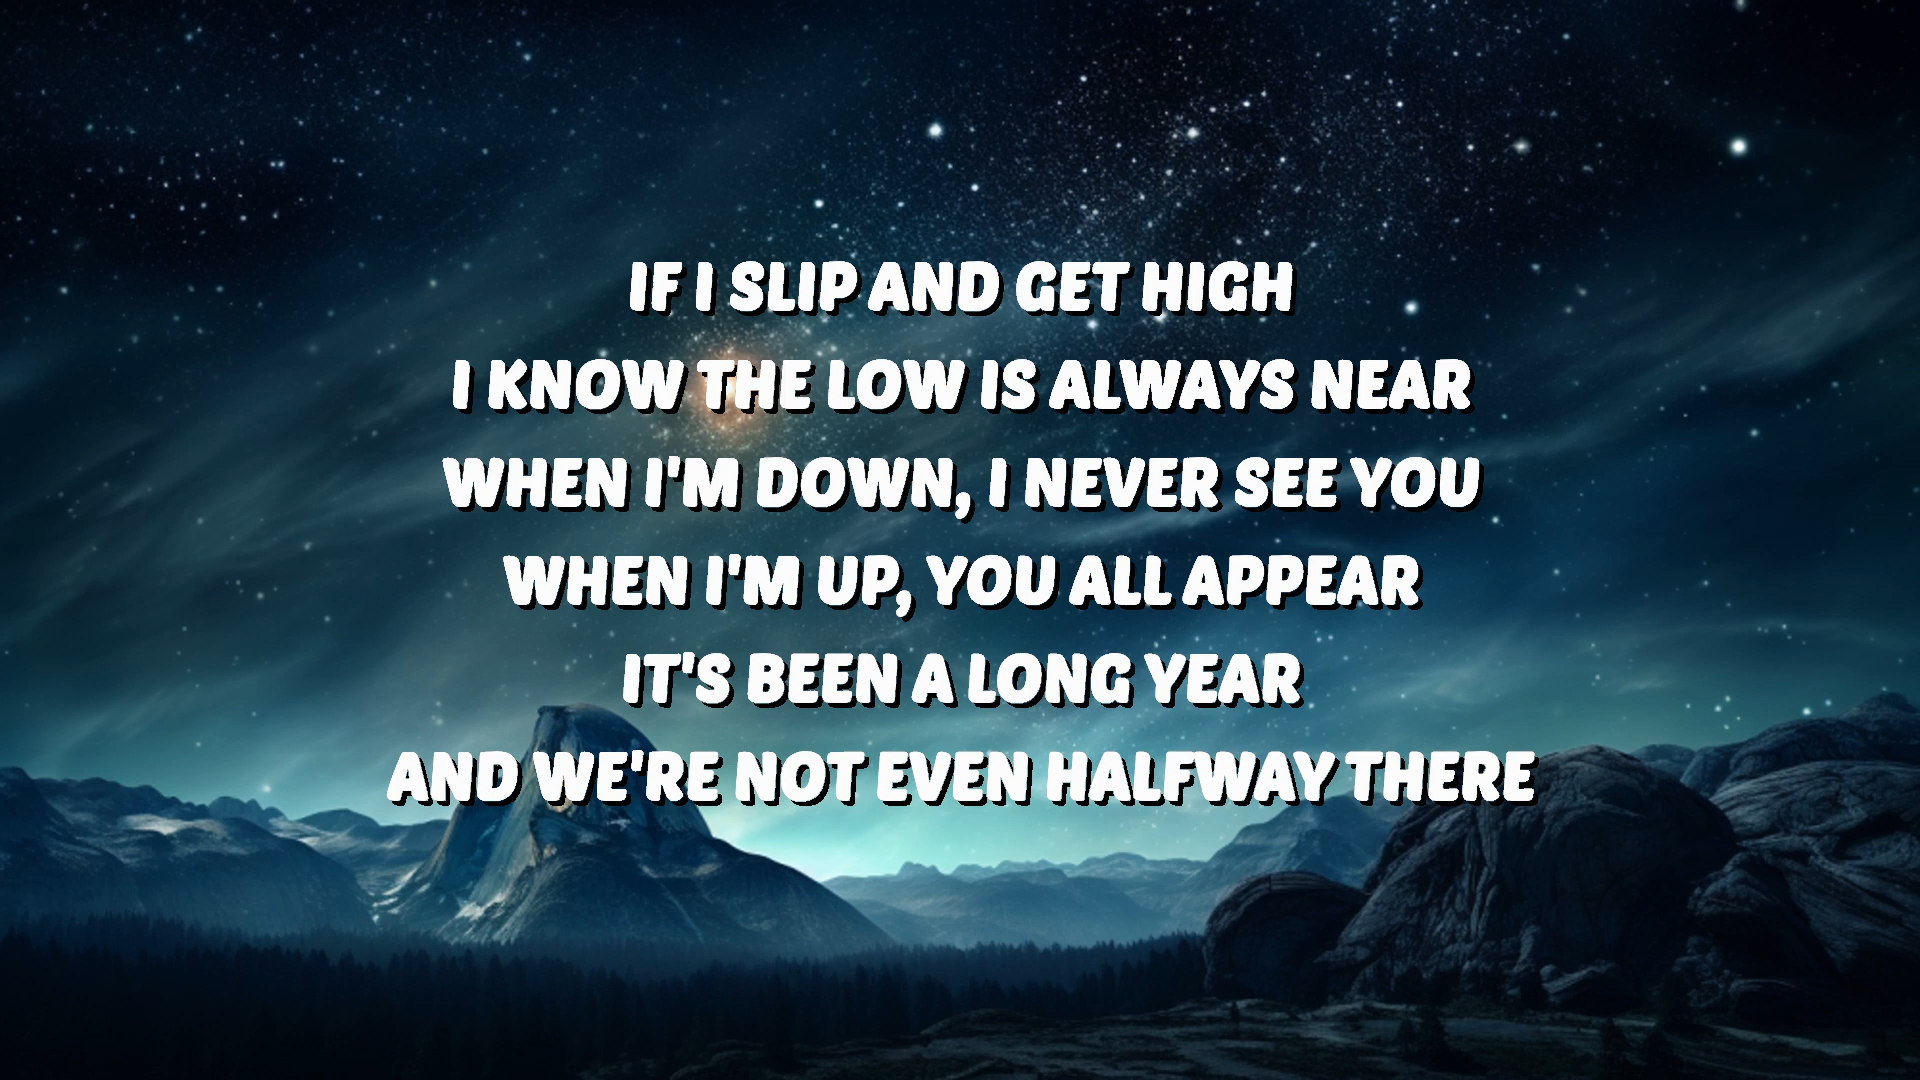 IF I SLIP AND GET HIGH
I KNOW THE LOW IS ALWAYS NEAR
WHEN I'M DOWN, I NEVER SEE YOU
WHEN I'M UP, YOU ALL APPEAR
IT'S BEEN A LONG YEAR
AND WE'RE NOT EVEN HALFWAY THERE